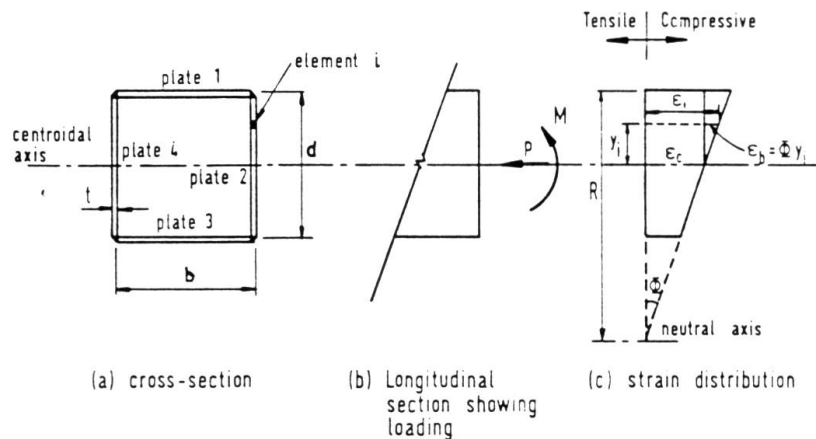 Tensile Compressive
plate 1
element i
centroidal
axis
plate 4
plate 2
d
t
plate 3
b
M
P
ε₁
yᵢ
ε_c
ε_b = Φ yᵢ
R
Φ
neutral axis
(a) cross-section
(b) Longitudinal
section showing
loading
(c) strain distribution